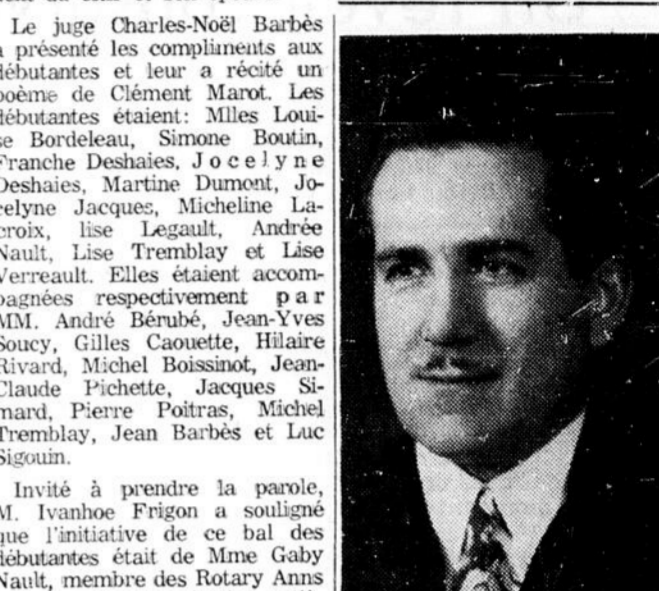 Le juge Charles-Noël Barbès
a présenté les compliments aux
débutantes et leur a récité un
poème de Clément Marot. Les
débutantes étaient: Mlles Loui-
se Bordeleau, Simone Boutin,
Franche Deshaies, Jocelyne
Deshaies, Martine Dumont, Jo-
celyne Jacques, Micheline La-
croix, lise Legault, Andrée
Nault, Lise Tremblay et Lise
Verreault. Elles étaient accom-
pagnées respectivement par
MM. André Bérubé, Jean-Yves
Soucy, Gilles Caouette, Hilaire
Rivard, Michel Boissinot, Jean-
Claude Pichette, Jacques Si-
mard, Pierre Poitras, Michel
Tremblay, Jean Barbès et Luc
Sigouin.
Invité à prendre la parole,
M. Ivanhoe Frigon a souligné
que l'initiative de ce bal des
débutantes était de Mme Gaby
Nault, membre des Rotary Anns